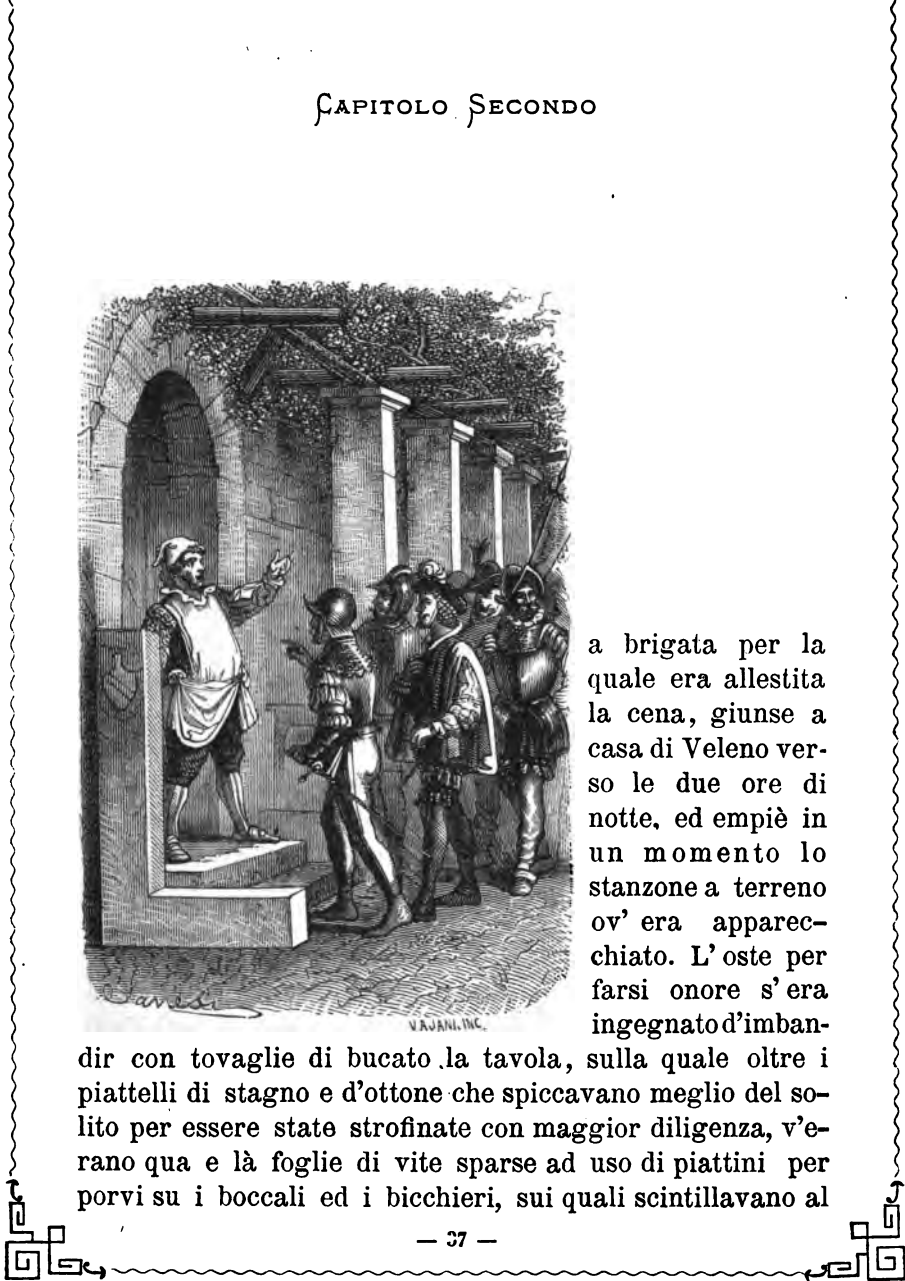 CAPITOLO SECONDO
a brigata per la
quale era allestita
la cena, giunse a
casa di Veleno ver-
so le due ore di
notte, ed empiè in
un momento lo
stanzone a terreno
ov' era apparec-
chiato. L' oste per
farsi onore s' era
ingegnato d'imban-
Vanesi
VAJANI. INC.
dir con tovaglie di bucato la tavola, sulla quale oltre i
piattelli di stagno e d'ottone che spiccavano meglio del so-
lito per essere state strofinate con maggior diligenza, v'e-
rano qua e là foglie di vite sparse ad uso di piattini per
porvi su i boccali ed i bicchieri, sui quali scintillavano al
— 37 —